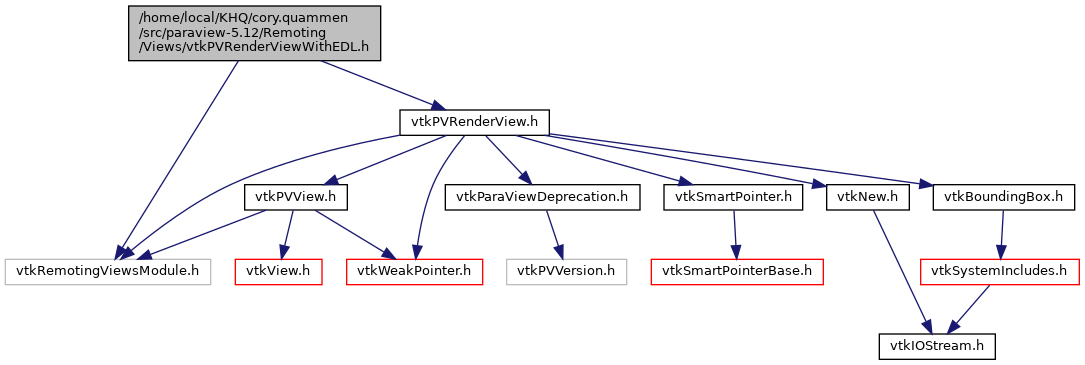 /home/local/KHQ/cory.quammen
/src/paraview-5.12/Remoting
/Views/vtkPVRenderViewWithEDL.h
vtkPVRenderView.h
vtkPVView.h
vtkParaViewDeprecation.h
vtkSmartPointer.h
vtkNew.h
vtkBoundingBox.h
vtkRemotingViewsModule.h
vtkView.h
vtkWeakPointer.h
vtkPVVersion.h
vtkSmartPointerBase.h
vtkSystemIncludes.h
vtkIOStream.h